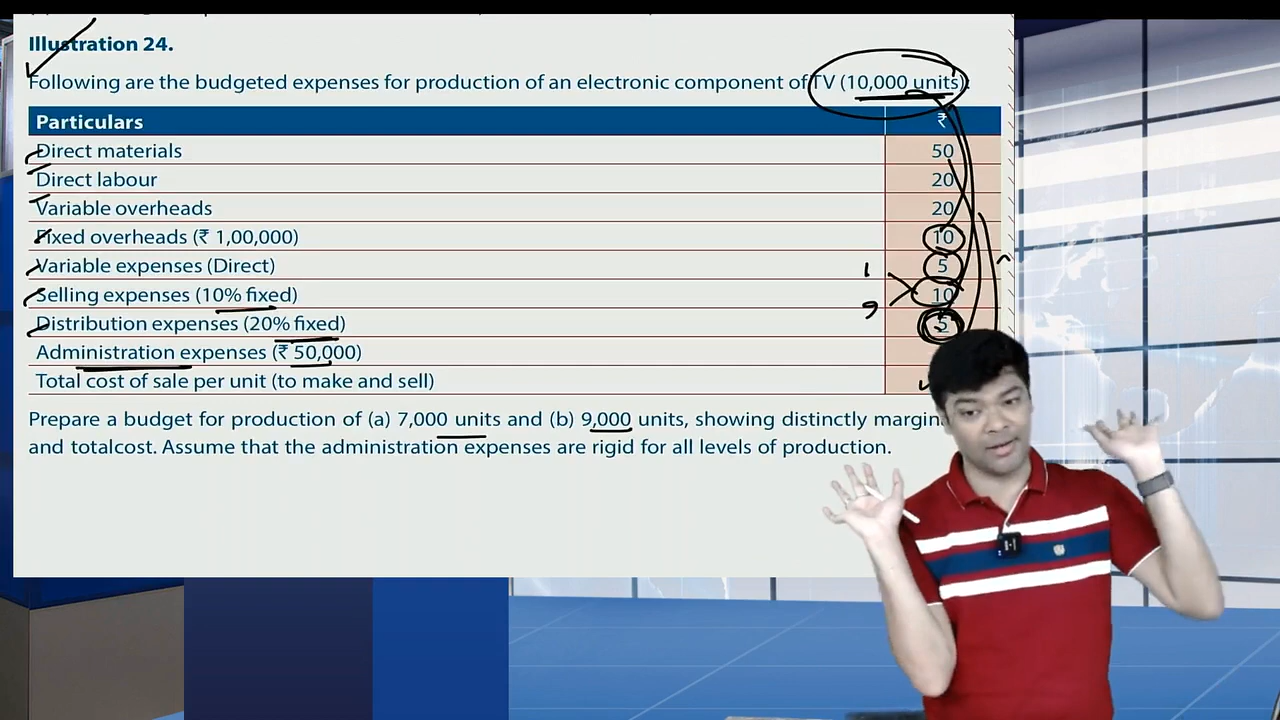 Illustration 24.
Following are the budgeted expenses for production of an electronic component of TV (10,000 units):
Particulars ₹
Direct materials 50
Direct labour 20
Variable overheads 20
Fixed overheads (₹ 1,00,000) 10
Variable expenses (Direct) 5
1
Selling expenses (10% fixed) 10
9
Distribution expenses (20% fixed) 5
Administration expenses (₹ 50,000)
Total cost of sale per unit (to make and sell)
Prepare a budget for production of (a) 7,000 units and (b) 9,000 units, showing distinctly
and totalcost. Assume that the administration expenses are rigid for all levels of production.